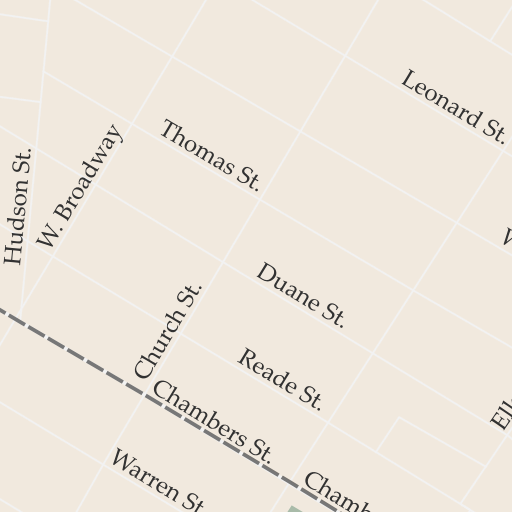 Leonard St.
Thomas St.
W. Broadway
Hudson St.
Duane St.
Church St.
Reade St.
Chambers St.
Warren St